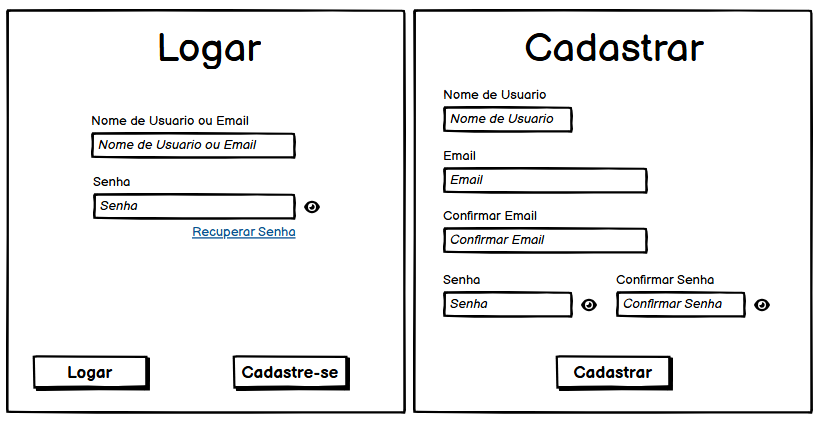 Logar
Nome de Usuario ou Email
Nome de Usuario ou Email
Senha
Senha
Recuperar Senha
Logar
Cadastre-se
Cadastrar
Nome de Usuario
Nome de Usuario
Email
Email
Confirmar Email
Confirmar Email
Senha
Senha
Confirmar Senha
Confirmar Senha
Cadastrar